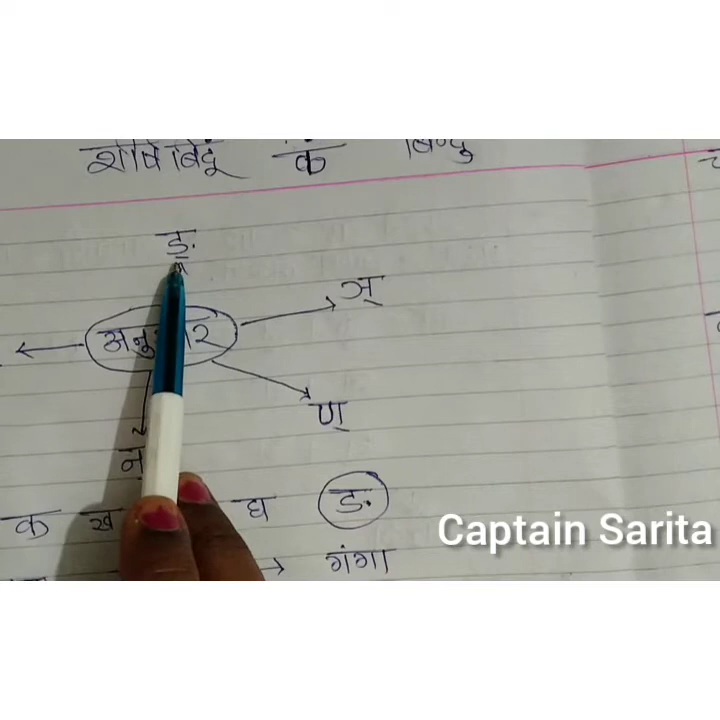 शीर्ष बिंदु कं बिन्दु
ङ्
ञ्
अनुस्वार
ण्
न्
क ख घ ङ
Captain Sarita
→ गंगा